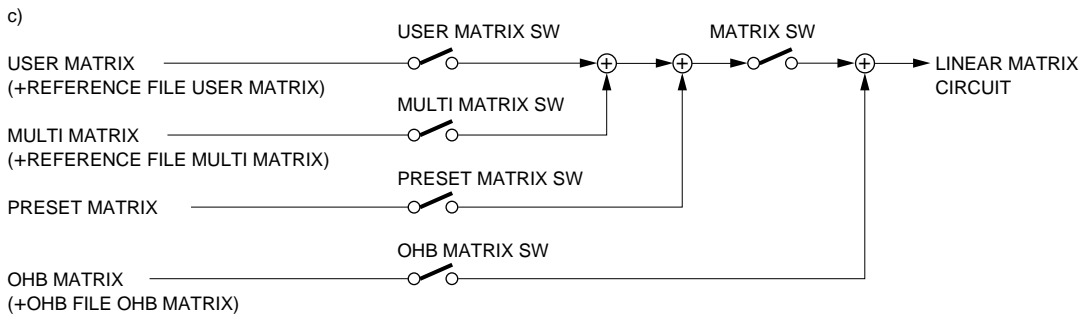 c)
USER MATRIX SW
MATRIX SW
USER MATRIX
(+REFERENCE FILE USER MATRIX)
LINEAR MATRIX
CIRCUIT
MULTI MATRIX SW
MULTI MATRIX
(+REFERENCE FILE MULTI MATRIX)
PRESET MATRIX SW
PRESET MATRIX
OHB MATRIX SW
OHB MATRIX
(+OHB FILE OHB MATRIX)